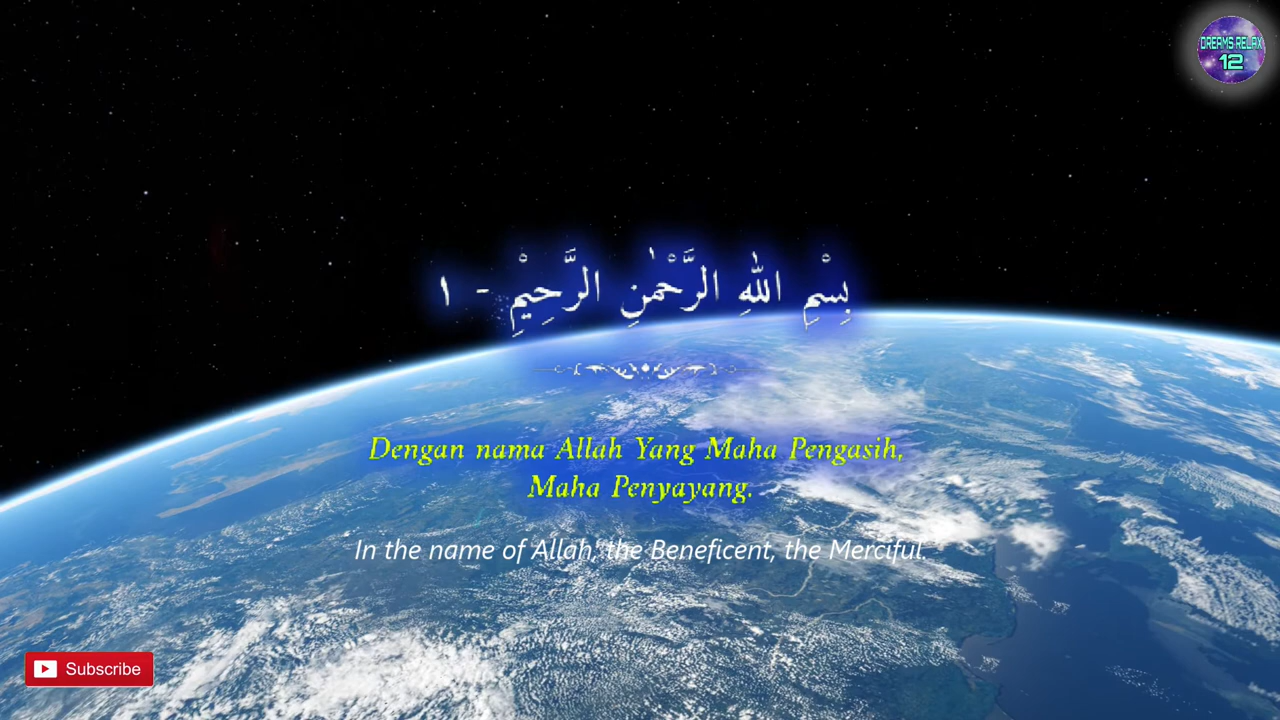 DREAMS RELAX
12
بِسْمِ اللّٰهِ الرَّحْمٰنِ الرَّحِيْمِ - ١
Dengan nama Allah Yang Maha Pengasih,
Maha Penyayang.
In the name of Allah, the Beneficent, the Merciful.
Subscribe